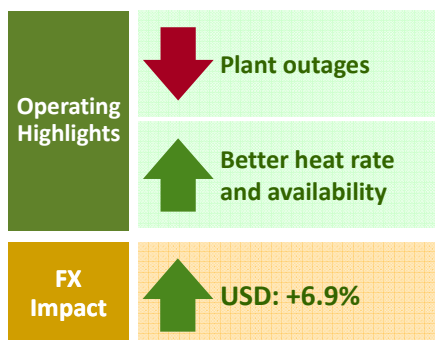 Operating
Highlights
Plant outages
Better heat rate
and availability
FX
Impact
USD: +6.9%